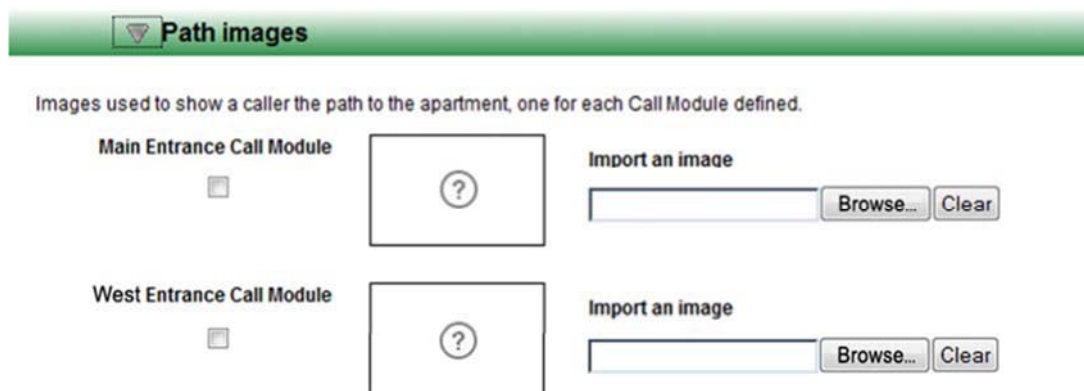 Path images
Images used to show a caller the path to the apartment, one for each Call Module defined.
Main Entrance Call Module
?
Import an image
Browse... Clear
West Entrance Call Module
?
Import an image
Browse... Clear